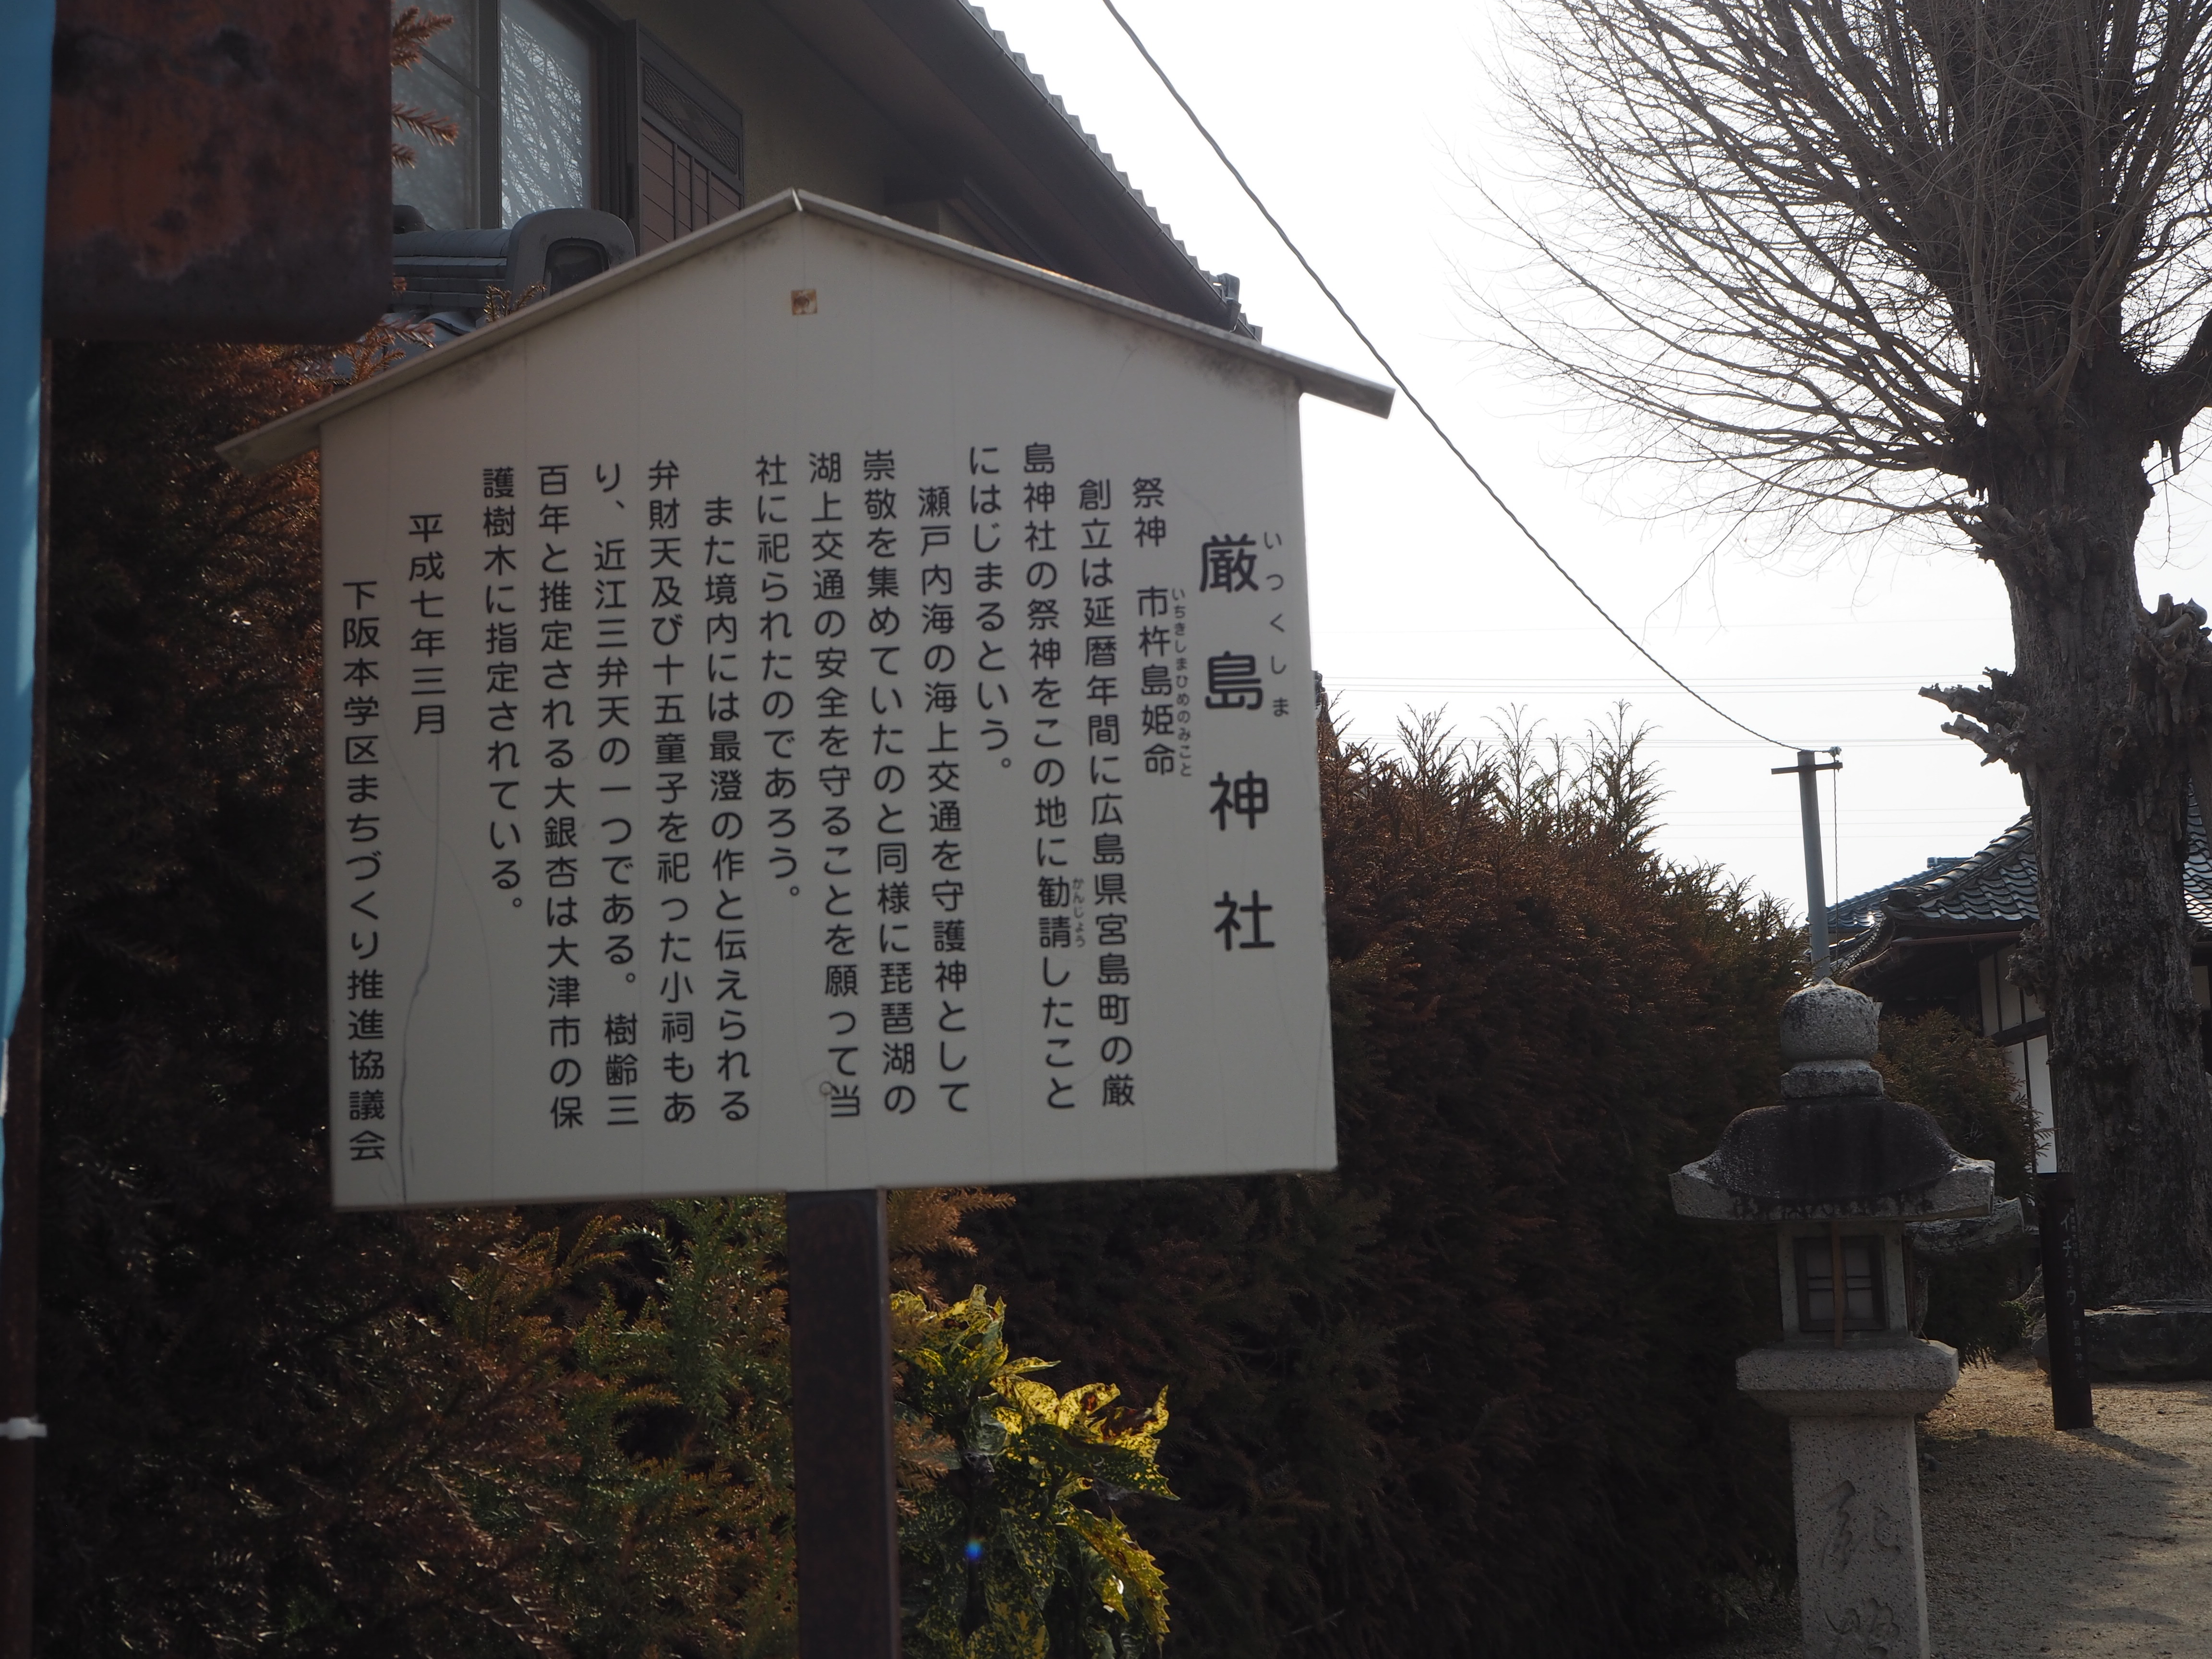 厳島神社
いつくしま
祭神　市杵島姫命
いちきしまひめのみこと
創立は延暦年間に広島県宮島町の厳
島神社の祭神をこの地に勧請したこと
かんじょう
にはじまるという。
瀬戸内海の海上交通を守護神として
崇敬を集めていたのと同様に琵琶湖の
湖上交通の安全を守ることを願って当
社に祀られたのであろう。
また境内には最澄の作と伝えられる
弁財天及び十五童子を祀った小祠もあ
り、近江三弁天の一つである。樹齢三
百年と推定される大銀杏は大津市の保
護樹木に指定されている。
平成七年三月
下阪本学区まちづくり推進協議会
イチョウ